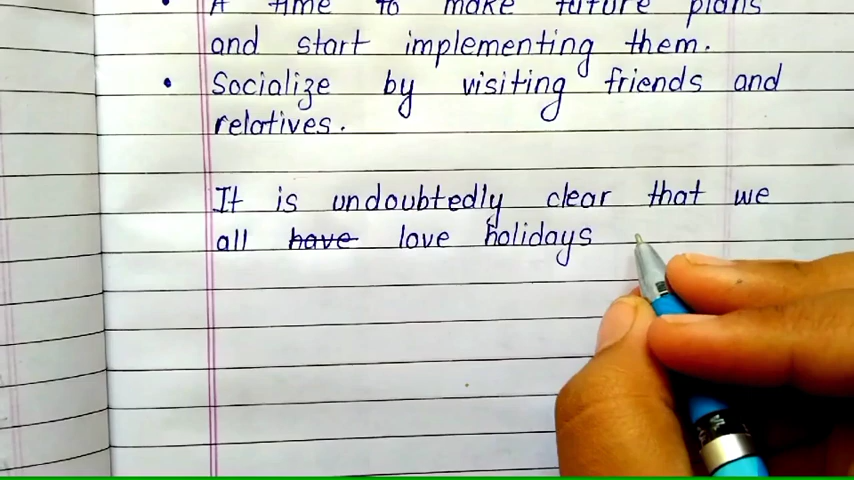 • A time to make future plans
and start implementing them.
• Socialize by visiting friends and
relatives.
It is undoubtedly clear that we
all have love holidays